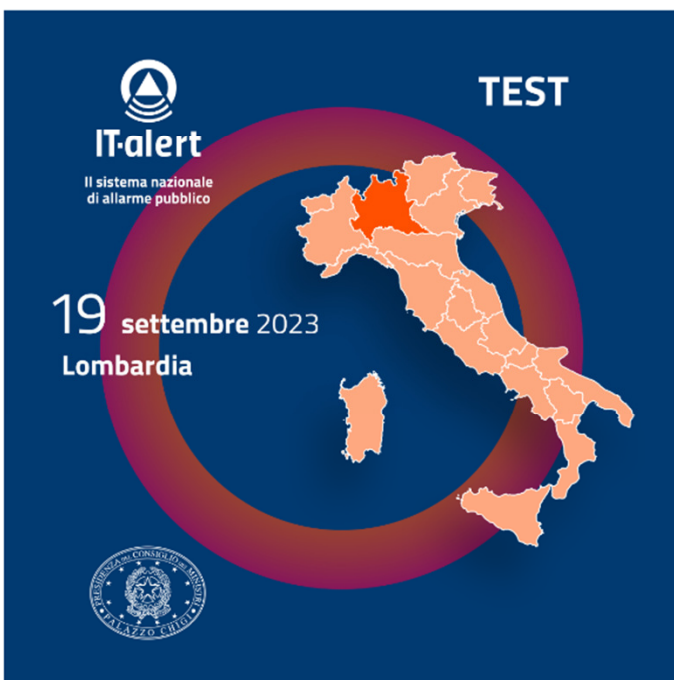 IT-alert
Il sistema nazionale
di allarme pubblico
TEST
19 settembre 2023
Lombardia
PRESIDENZA DEL CONSIGLIO DEI MINISTRI
PALAZZO CHIGI